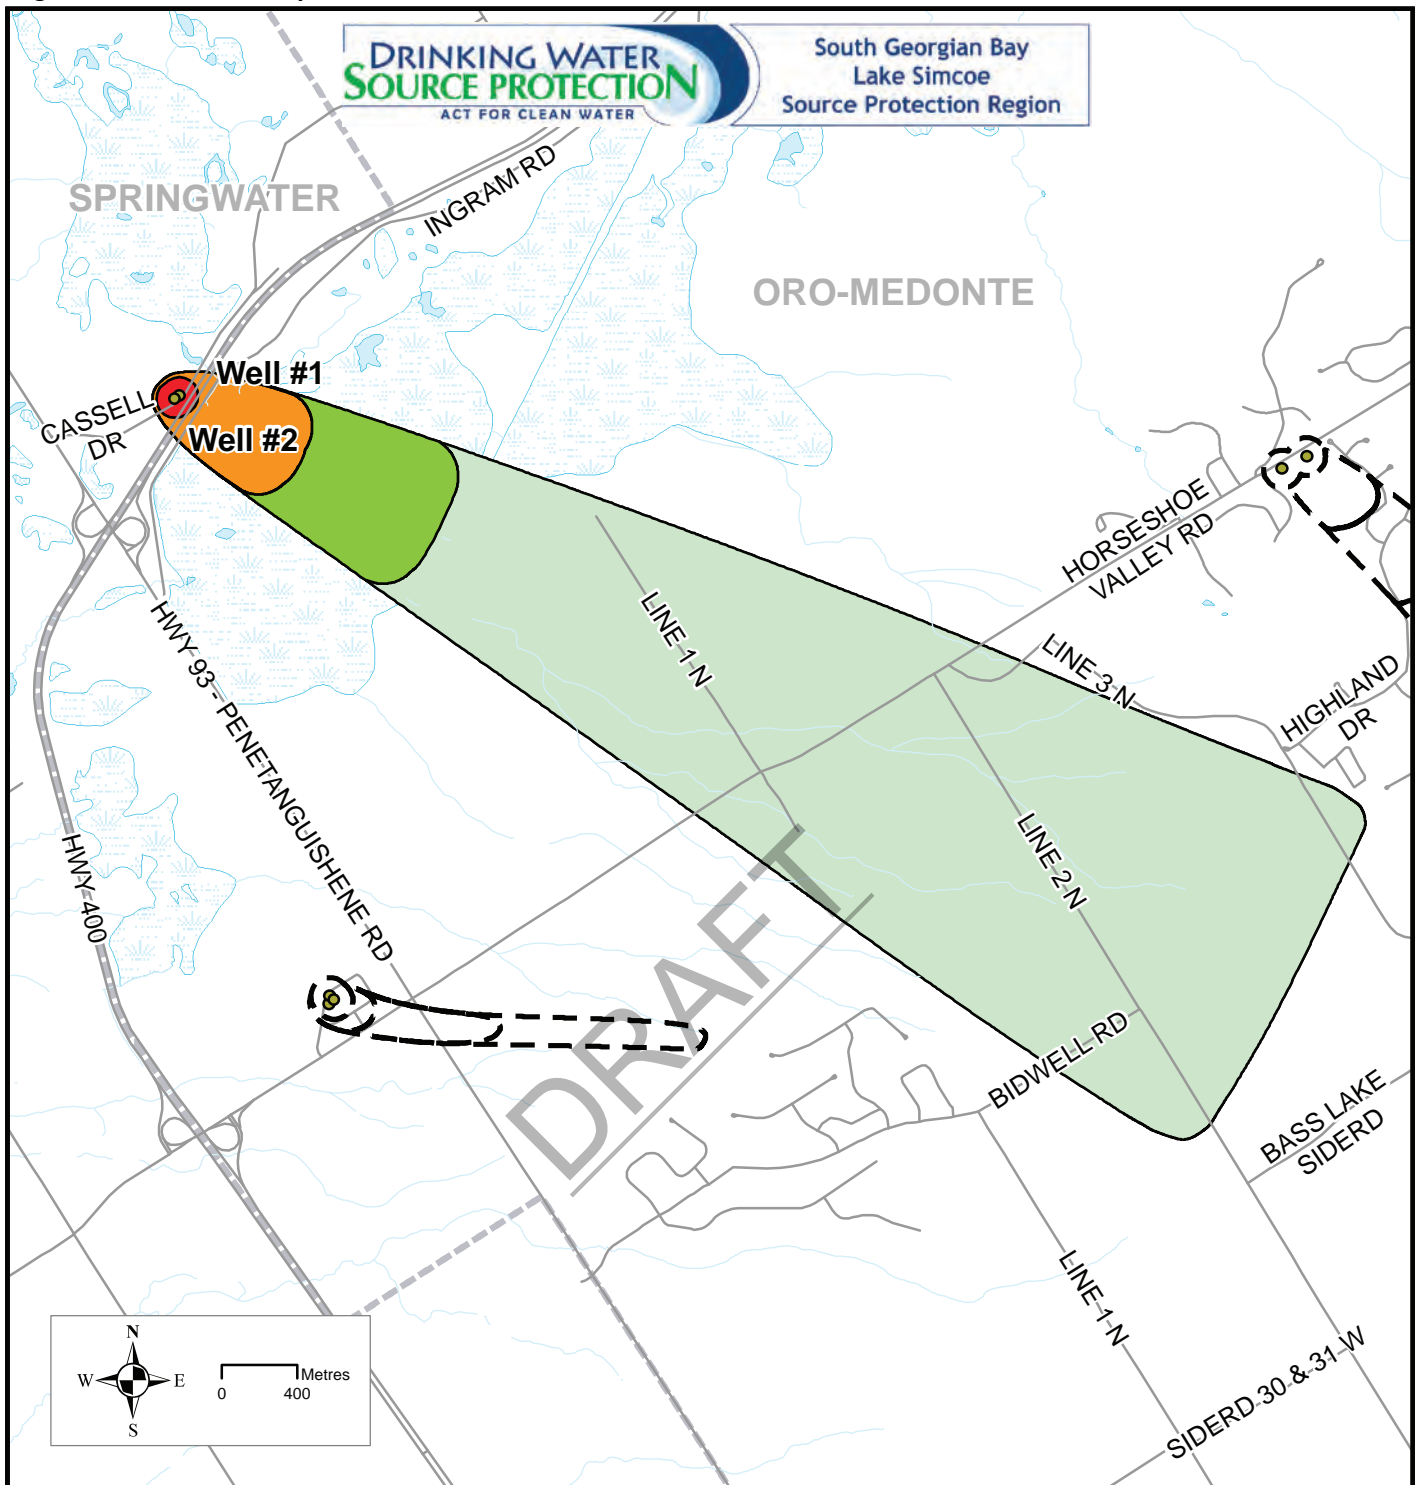 DRINKING WATER
SOURCE PROTECTION
ACT FOR CLEAN WATER
South Georgian Bay
Lake Simcoe
Source Protection Region
SPRINGWATER
INGRAM RD
ORO-MEDONTE
Well #1
CASSELL
DR
Well #2
HORSESHOE
VALLEY RD
LINE 1 N
HWY 93 - PENETANGUISHENE RD
LINE 3 N
HIGHLAND
DR
LINE 2 N
HWY 400
DRAFT
BIDWELL RD
BASS LAKE
SIDERD
LINE 1 N
SIDERD 30 & 31 W
N
W
E
S
Metres
0
400